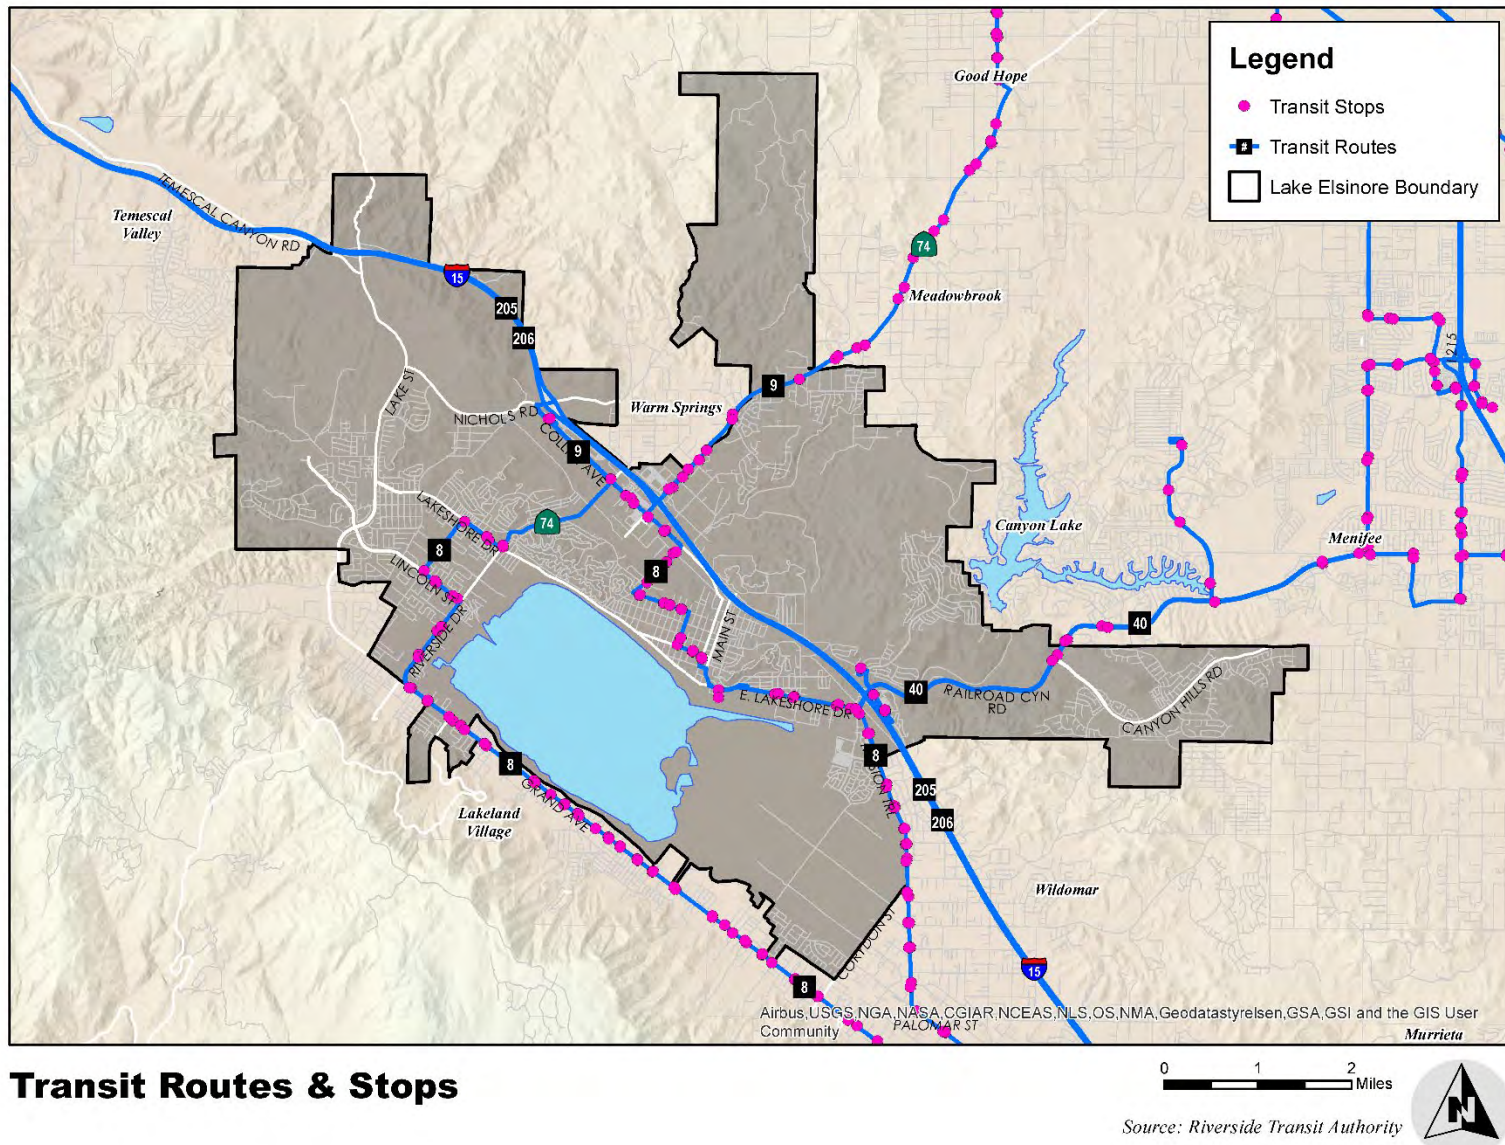 Good Hope
Legend
Transit Stops
# Transit Routes
Lake Elsinore Boundary
TEMESCAL CANYON RD
Temescal
Valley
74
15
205
206
Meadowbrook
215
LAKE ST
9
Warm Springs
NICHOLS RD
9
LAKESHORE DR
74
Canyon Lake
Menifee
8
8
LINCOLN ST
RIVERSIDE DR
MAIN ST
40
40
RAILROAD CYN
RD
CANYON HILLS RD
E. LAKESHORE DR
8
8
205
206
GRAND AVE
Lakeland
Village
Wildomar
CORYDON ST
15
8
Airbus,USGS,NGA,NASA,CGIAR,NCEAS,NLS,OS,NMA,Geodatastyrelsen,GSA,GSI and the GIS User
Community
PALOMAR ST
Murrieta
Transit Routes & Stops
0 1 2
Miles
Source: Riverside Transit Authority
N